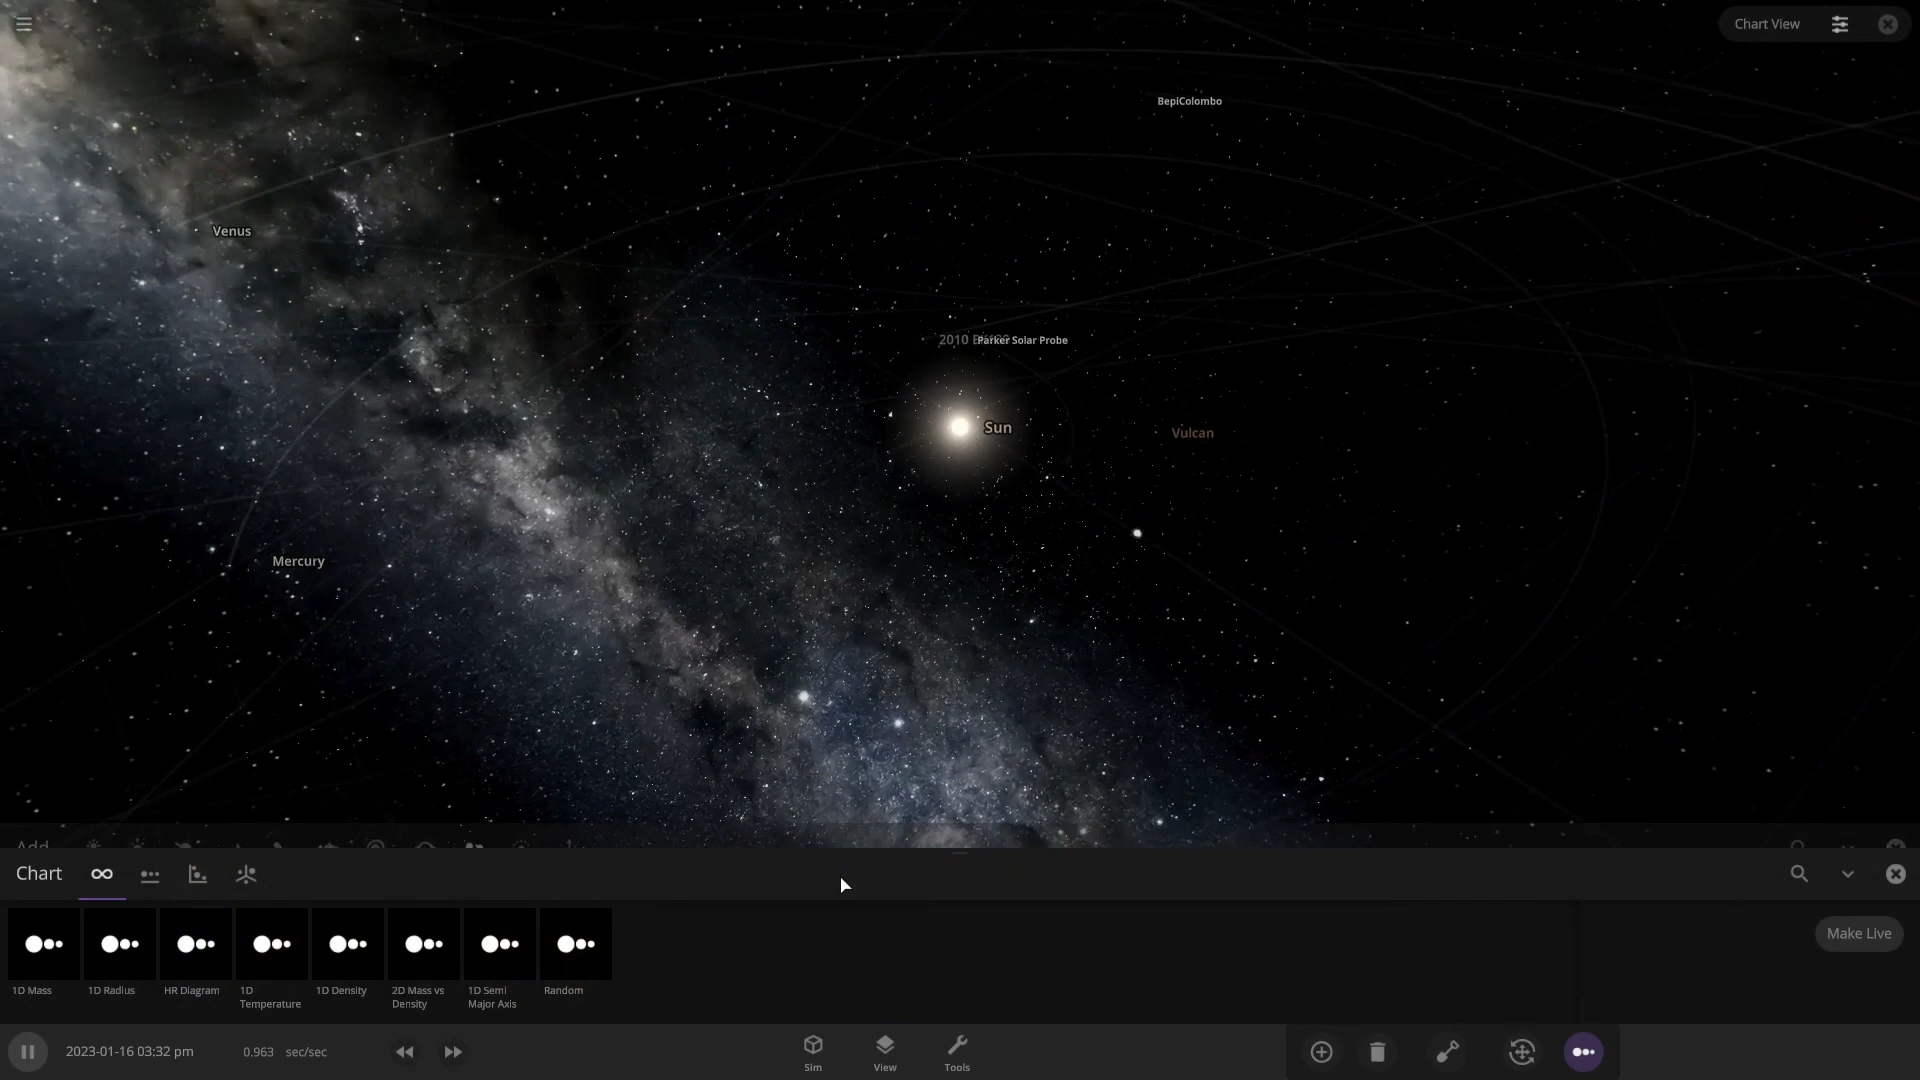 Chart View
BepiColombo
Venus
2010
Parker Solar Probe
Sun
Vulcan
Mercury
Add
Chart
Make Live
1D Mass
1D Radius
HR Diagram
1D
Temperature
1D Density
2D Mass vs
Density
1D Semi
Major Axis
Random
2023-01-16 03:32 pm
0.963 sec/sec
Sim
View
Tools